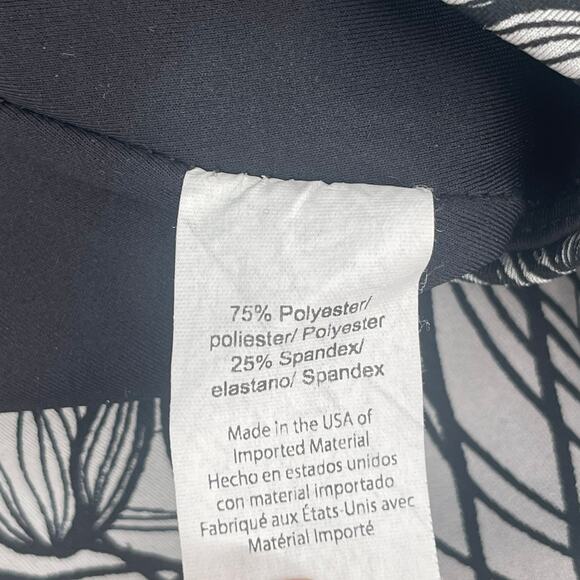 75% Polyester/
poliester/ Polyester
25% Spandex/
elastano/ Spandex
Made in the USA of
Imported Material
Hecho en estados unidos
con material importado
Fabriqué aux États-Unis avec
Matérial Importé